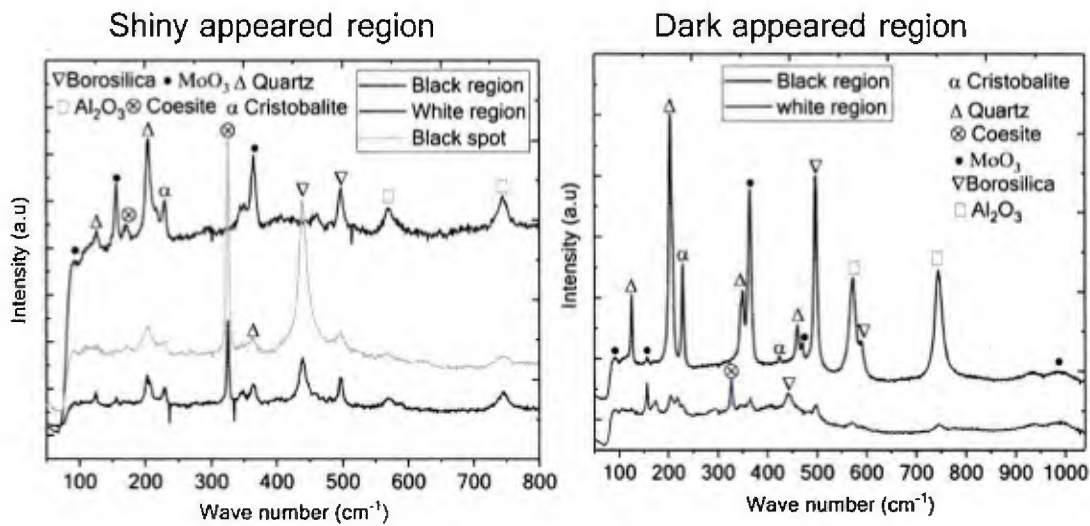 Shiny appeared region
▽Borosilica ● MoO₃ Δ Quartz
□ Al₂O₃ ⊗ Coesite α Cristobalite
Black region
White region
Black spot
Δ
⊗
●
●
Δ
⊗
α
▽
▽
□
□
●
Δ
Intensity (a.u)
100 200 300 400 500 600 700 800
Wave number (cm⁻¹)
Dark appeared region
Black region
white region
α Cristobalite
Δ Quartz
⊗ Coesite
● MoO₃
▽Borosilica
□ Al₂O₃
Δ
●
▽
α
Δ
Δ
□
□
●
●
α
Δ
●
▽
⊗
▽
●
Intensity (a.u)
100 200 300 400 500 600 700 800 900 1000
Wave number (cm⁻¹)